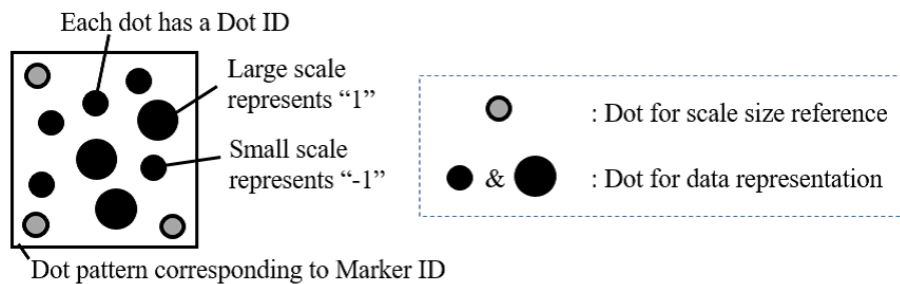 Each dot has a Dot ID
Large scale
represents “1”
Small scale
represents “-1”
Dot pattern corresponding to Marker ID
: Dot for scale size reference
&
: Dot for data representation